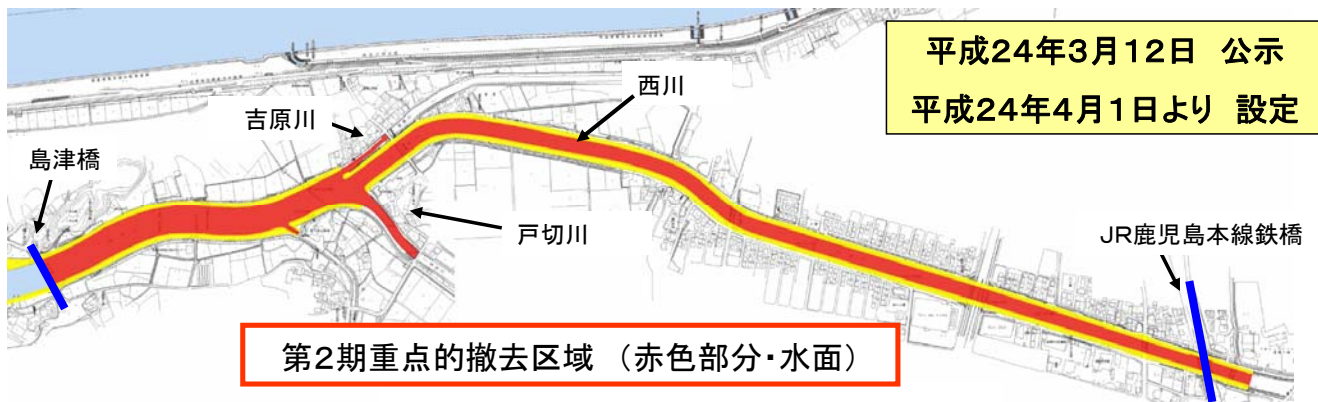 平成24年3月12日 公示
平成24年4月1日より 設定
西川
吉原川
島津橋
戸切川
JR鹿児島本線鉄橋
第2期重点的撤去区域 (赤色部分・水面)